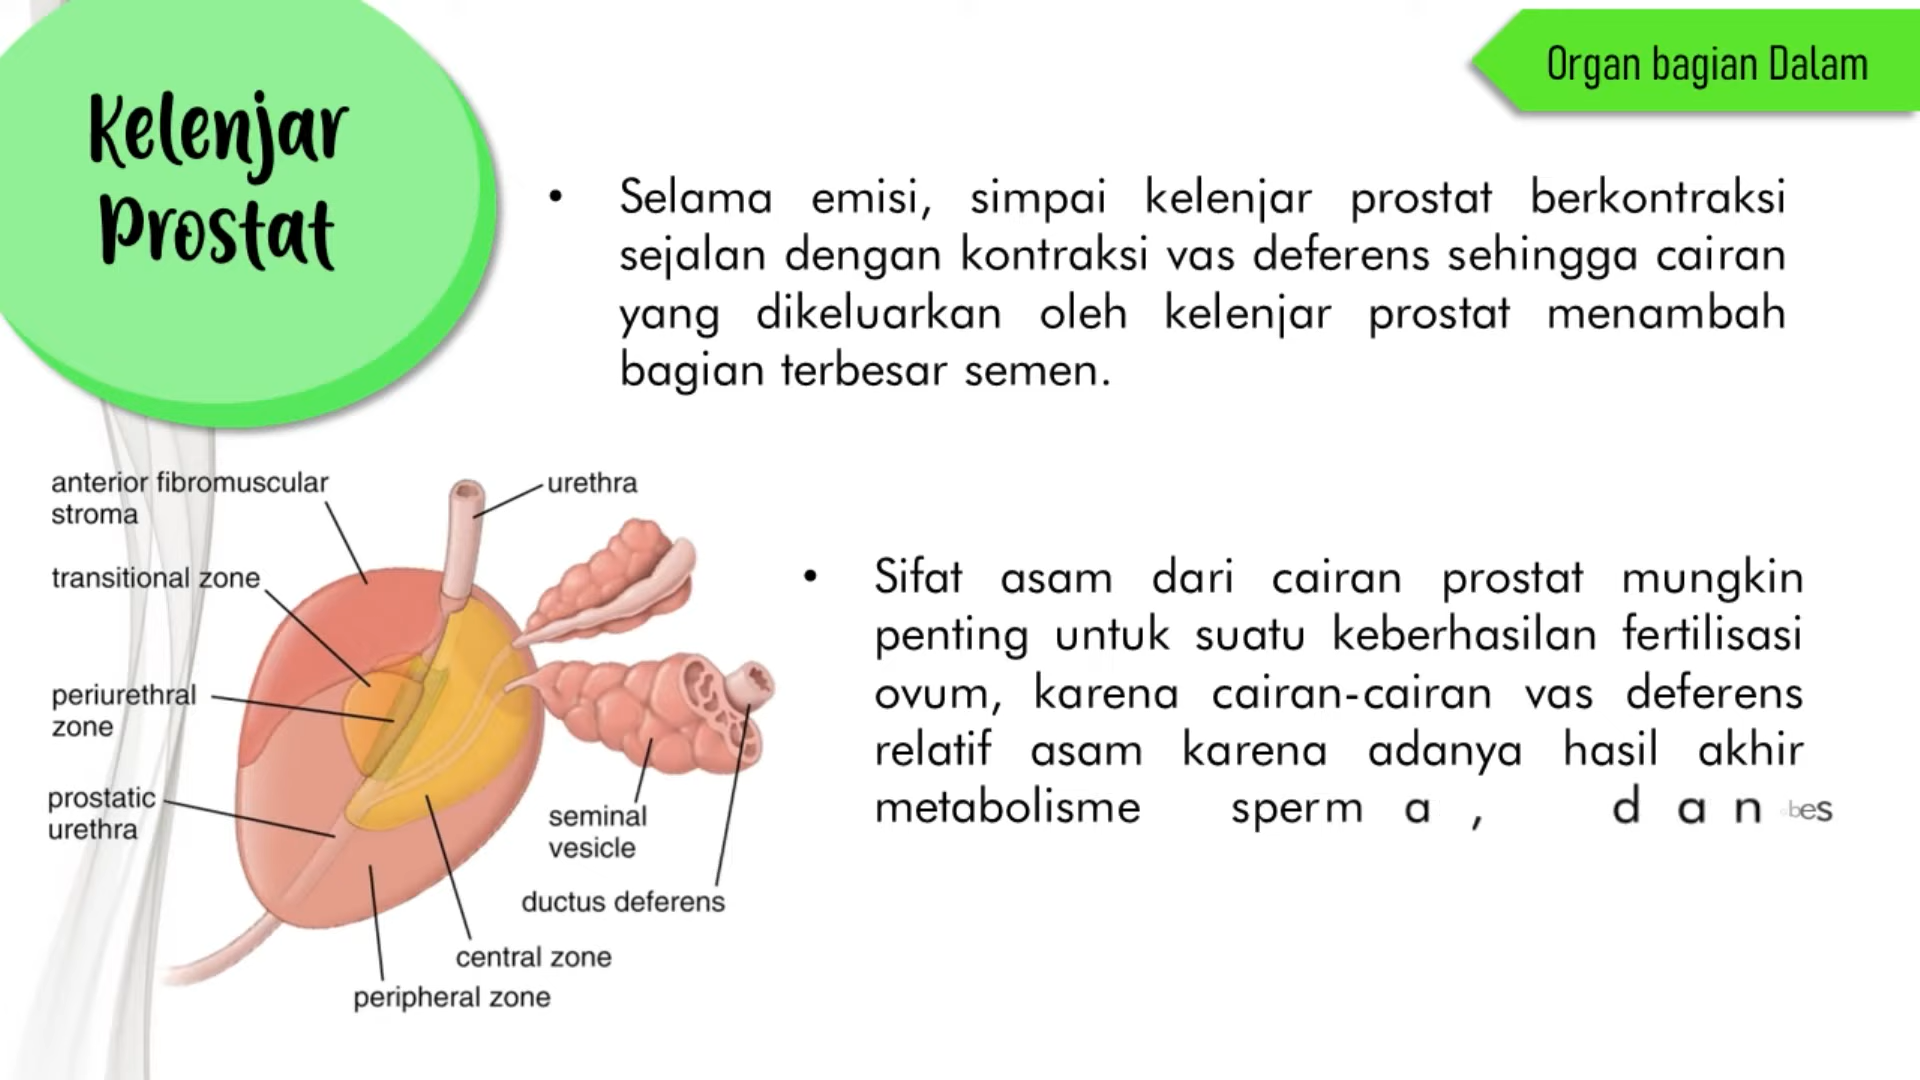 Kelenjar
Prostat
Organ bagian Dalam
• Selama emisi, simpai kelenjar prostat berkontraksi
sejalan dengan kontraksi vas deferens sehingga cairan
yang dikeluarkan oleh kelenjar prostat menambah
bagian terbesar semen.
anterior fibromuscular
stroma
transitional zone
periurethral
zone
prostatic
urethra
urethra
seminal
vesicle
ductus deferens
central zone
peripheral zone
• Sifat asam dari cairan prostat mungkin
penting untuk suatu keberhasilan fertilisasi
ovum, karena cairan-cairan vas deferens
relatif asam karena adanya hasil akhir
metabolisme sperma, dan bes